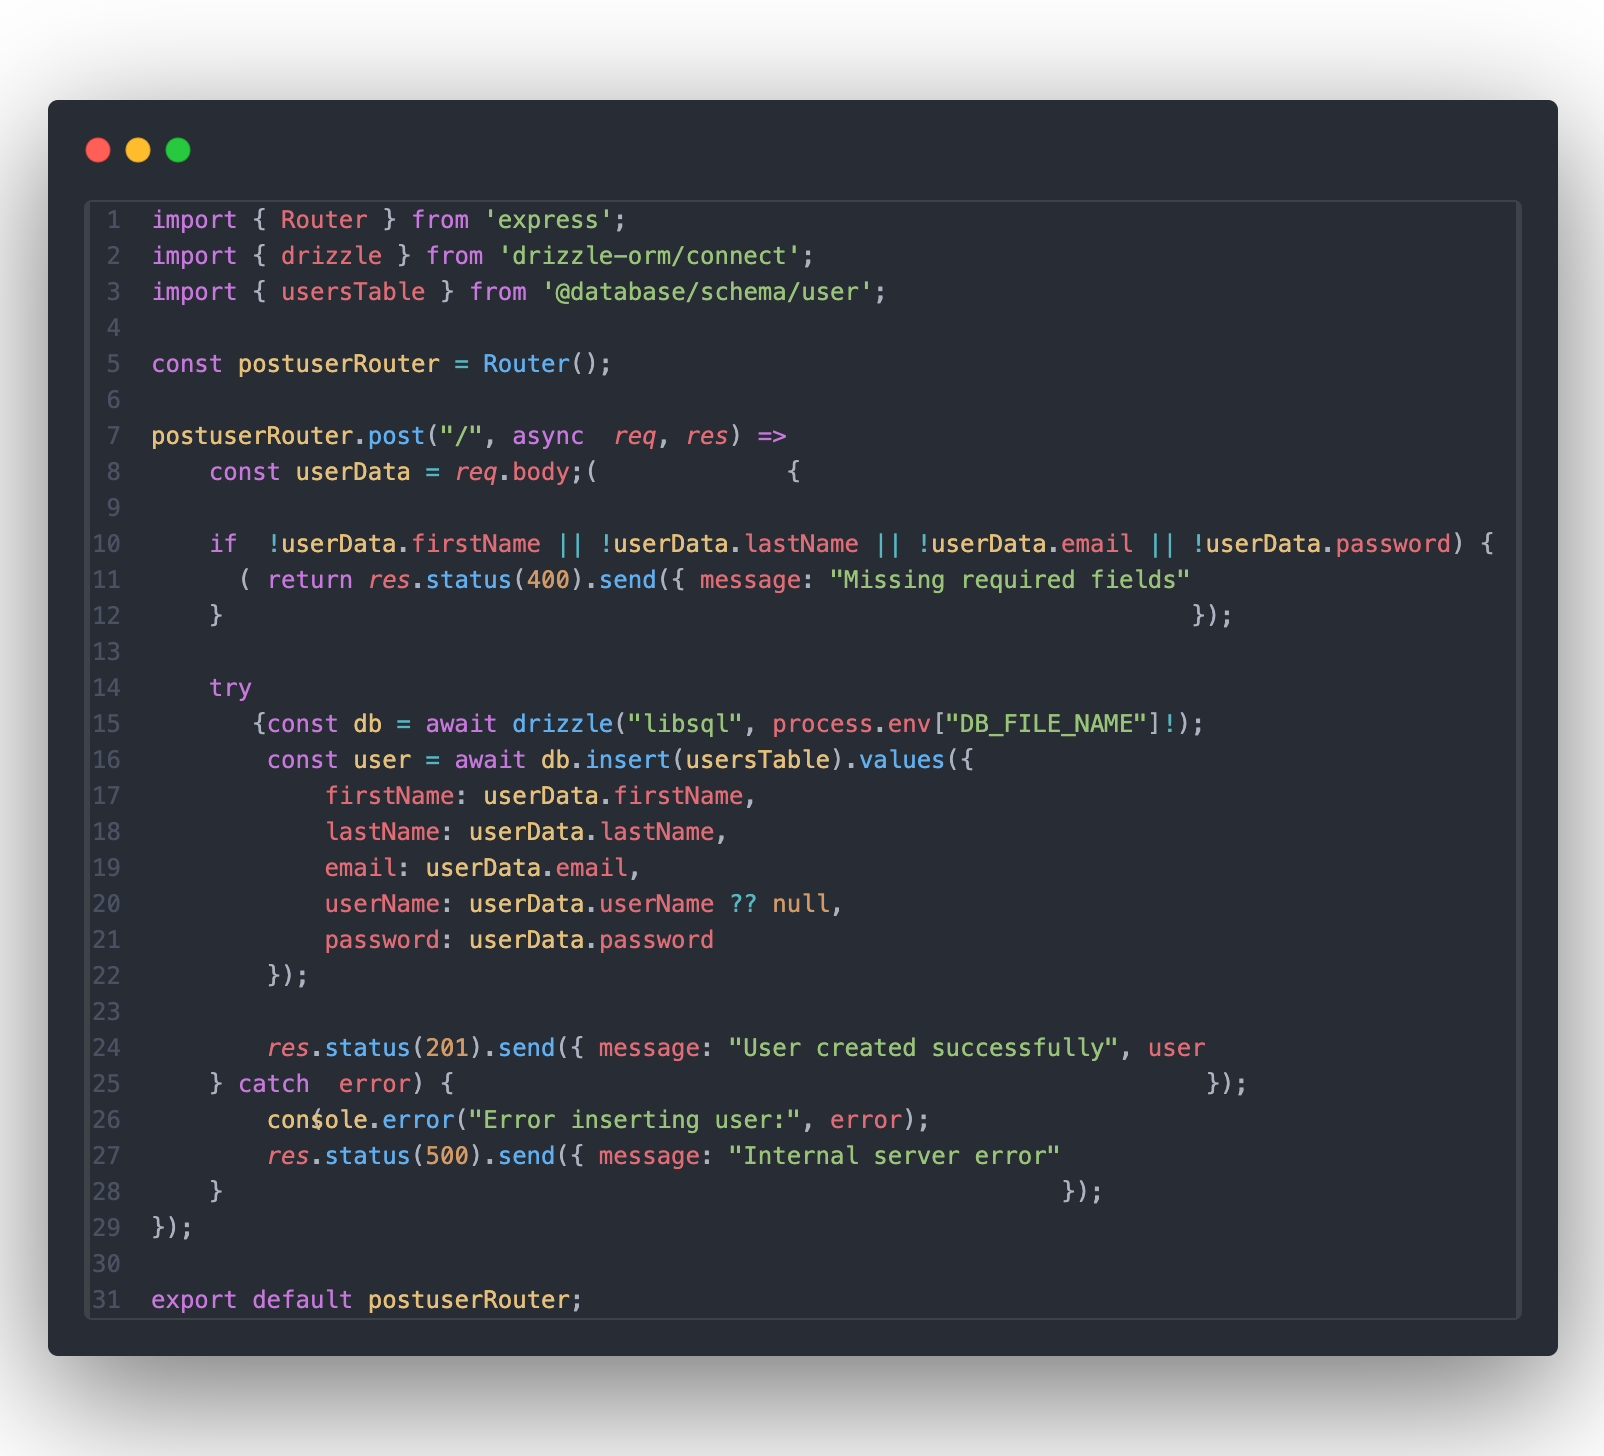 1 import { Router } from 'express';
2 import { drizzle } from 'drizzle-orm/connect';
3 import { usersTable } from '@database/schema/user';
4
5 const postuserRouter = Router();
6
7 postuserRouter.post("/", async  req, res) =>
8     const userData = req.body;(             {
9
10     if  !userData.firstName || !userData.lastName || !userData.email || !userData.password) {
11       ( return res.status(400).send({ message: "Missing required fields"
12     }                                                                   });
13
14     try
15        {const db = await drizzle("libsql", process.env["DB_FILE_NAME"]!);
16         const user = await db.insert(usersTable).values({
17             firstName: userData.firstName,
18             lastName: userData.lastName,
19             email: userData.email,
20             userName: userData.userName ?? null,
21             password: userData.password
22         });
23
24         res.status(201).send({ message: "User created successfully", user
25     } catch  error) {                                                    });
26         console.error("Error inserting user:", error);
27         res.status(500).send({ message: "Internal server error"
28     }                                                          });
29 });
30
31 export default postuserRouter;